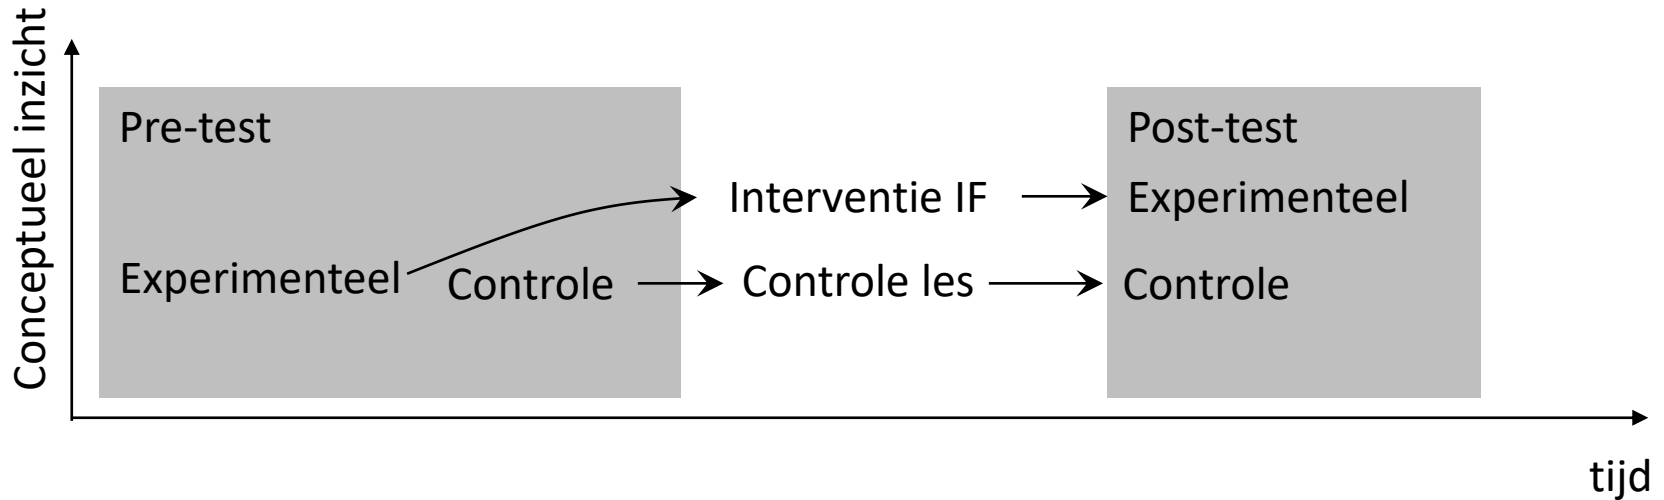 Conceptueel inzicht
Pre-test
Post-test
Interventie IF
Experimenteel
Experimenteel
Controle
Controle les
Controle
tijd